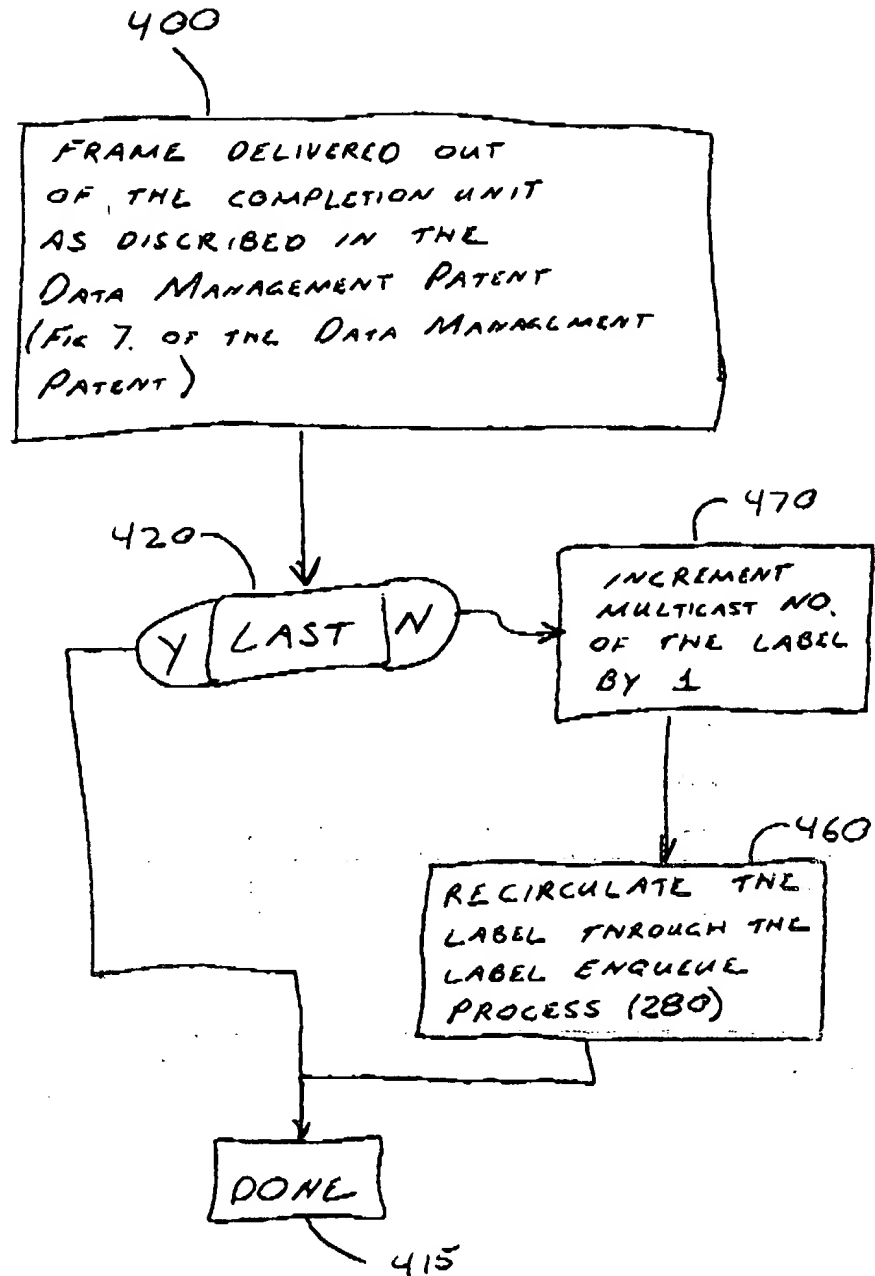 400
FRAME DELIVERED OUT
OF THE COMPLETION UNIT
AS DISCRIBED IN THE
DATA MANAGEMENT PATENT
(FIG 7. OF THE DATA MANAGEMENT
PATENT)
420
Y LAST N
470
INCREMENT
MULTICAST NO.
OF THE LABEL
BY 1
460
RECIRCULATE THE
LABEL THROUGH THE
LABEL ENQUEUE
PROCESS (280)
DONE
415